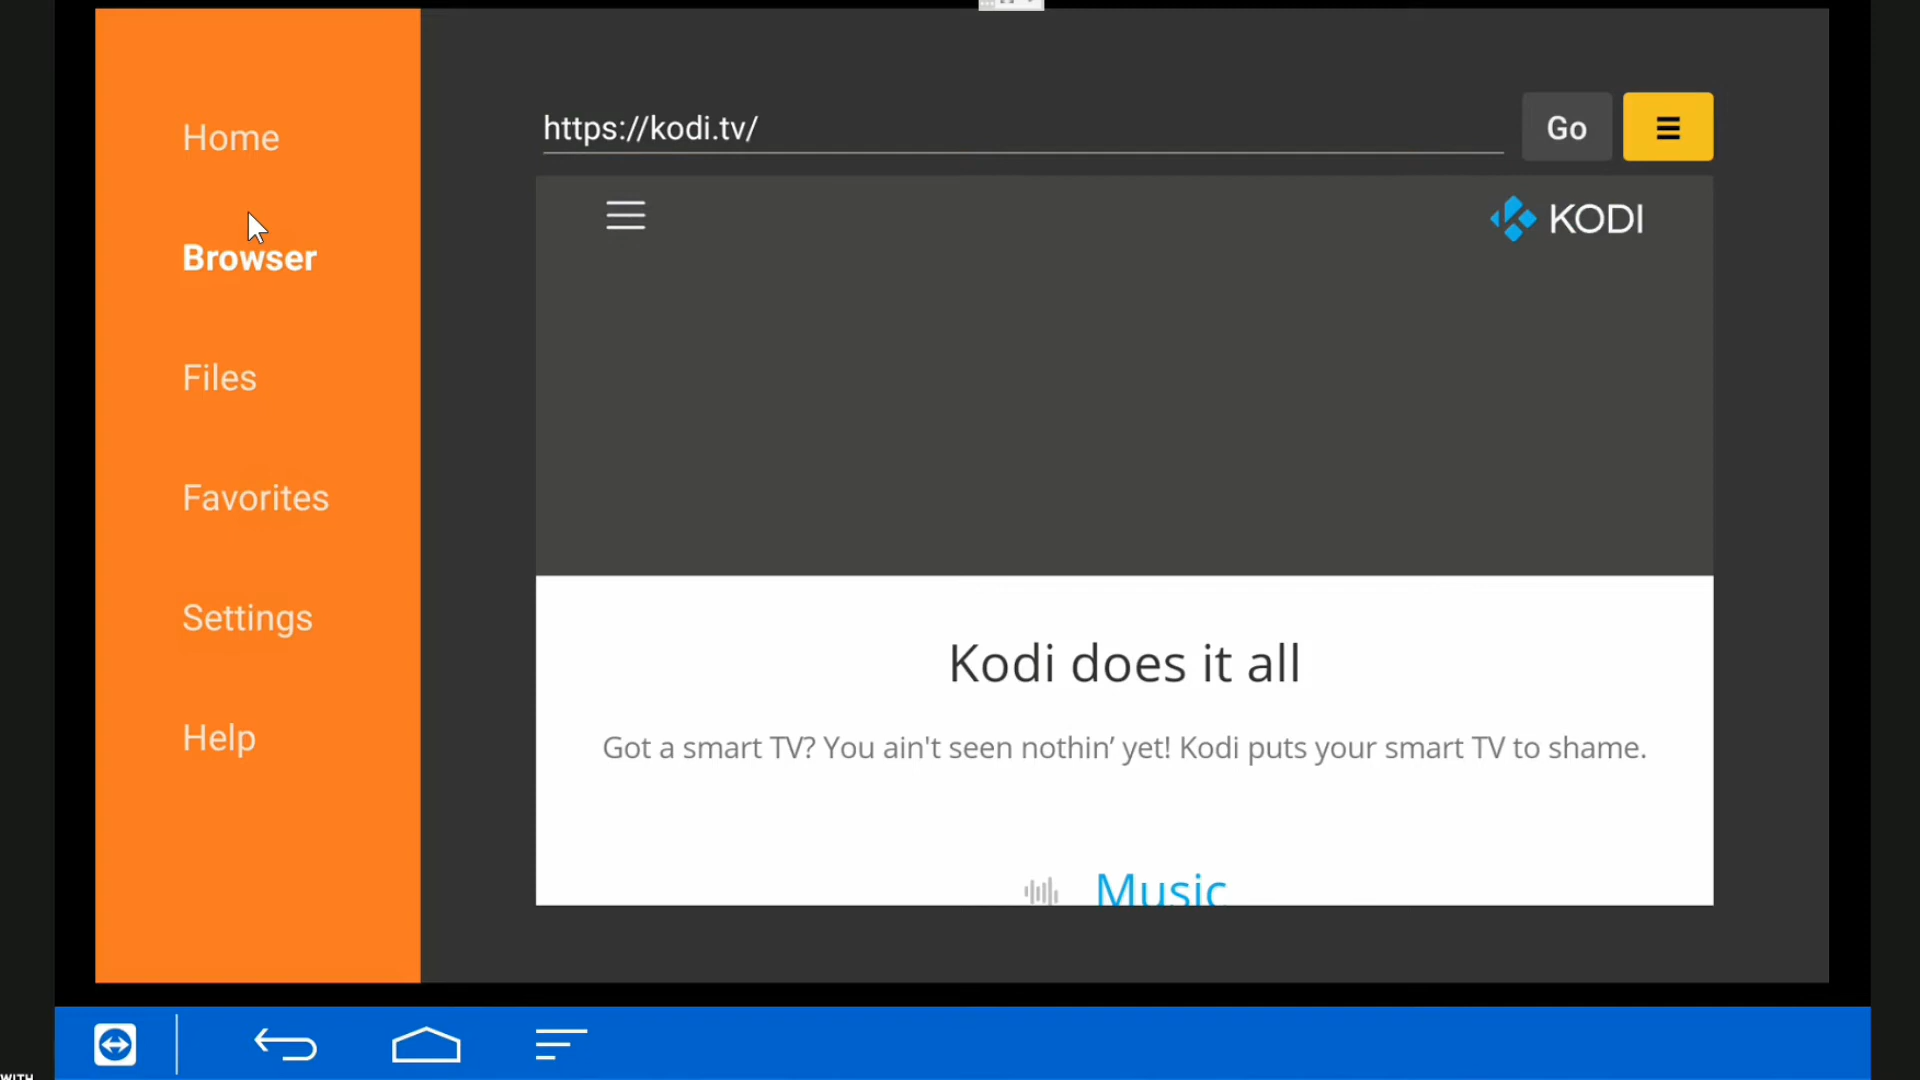 Home
Browser
Files
Favorites
Settings
Help
https://kodi.tv/
Go
KODI
Kodi does it all
Got a smart TV? You ain't seen nothin’ yet! Kodi puts your smart TV to shame.
Music
WITH